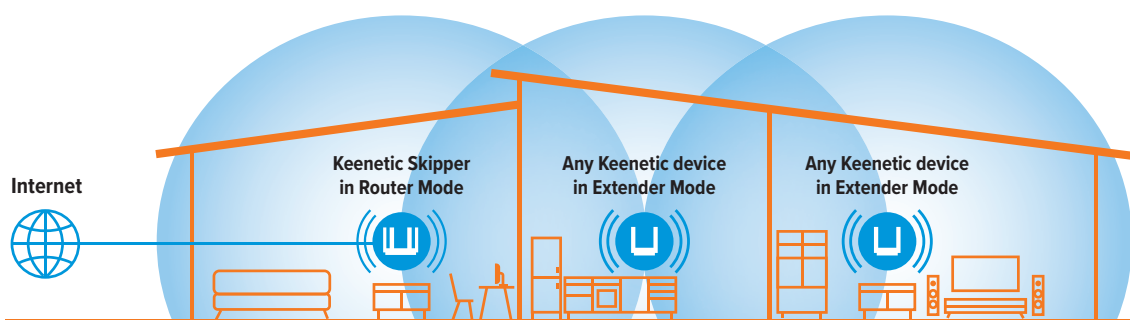 Internet
Keenetic Skipper
in Router Mode
Any Keenetic device
in Extender Mode
Any Keenetic device
in Extender Mode